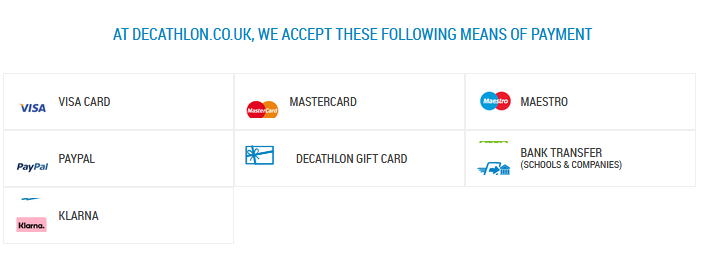 AT DECATHLON.CO.UK, WE ACCEPT THESE FOLLOWING MEANS OF PAYMENT
VISA VISA CARD
MasterCard MASTERCARD
Maestro MAESTRO
PayPal PAYPAL
DECATHLON GIFT CARD
BANK TRANSFER
(SCHOOLS & COMPANIES)
Klarna. KLARNA